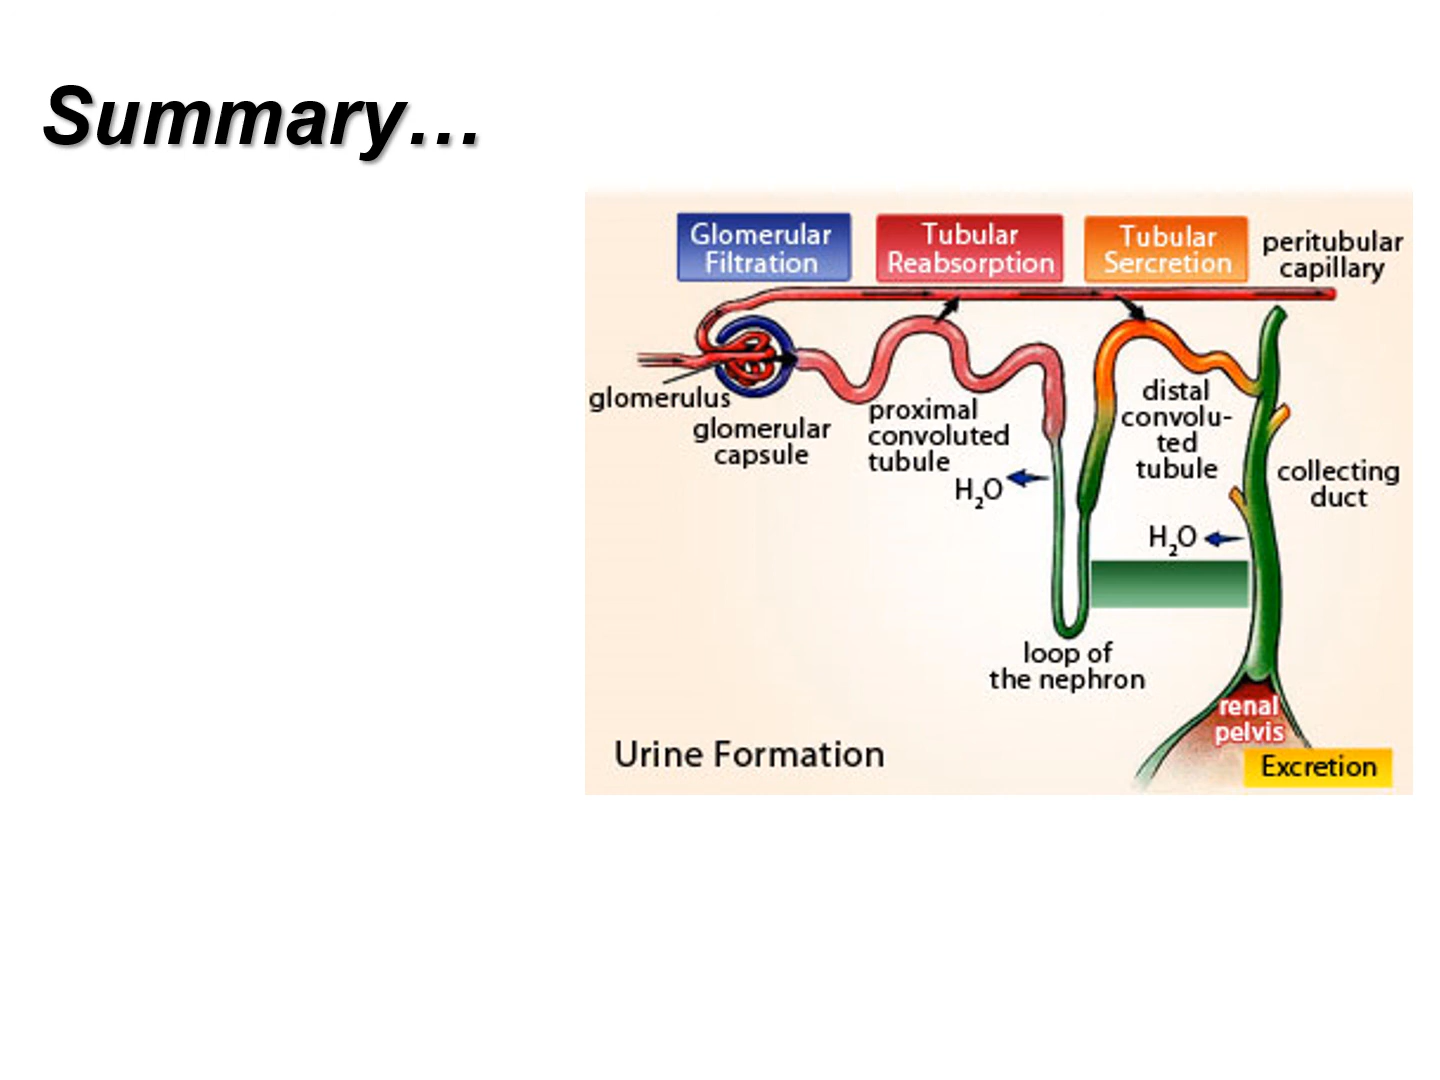 Summary…
Glomerular
Filtration
Tubular
Reabsorption
Tubular
Sercretion
peritubular
capillary
glomerulus
glomerular
capsule
proximal
convoluted
tubule
H₂O
distal
convolu-
ted
tubule
collecting
duct
H₂O
loop of
the nephron
renal
pelvis
Urine Formation
Excretion